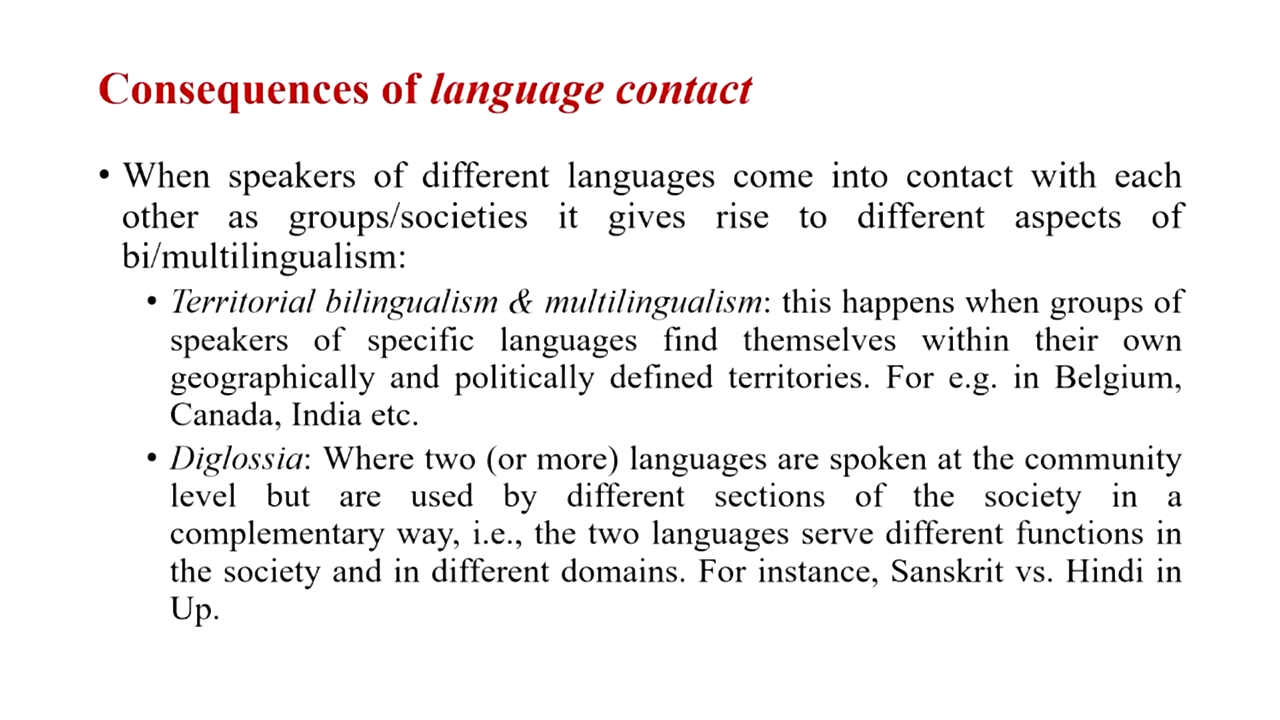 Consequences of language contact
• When speakers of different languages come into contact with each
other as groups/societies it gives rise to different aspects of
bi/multilingualism:
• Territorial bilingualism & multilingualism: this happens when groups of
speakers of specific languages find themselves within their own
geographically and politically defined territories. For e.g. in Belgium,
Canada, India etc.
• Diglossia: Where two (or more) languages are spoken at the community
level but are used by different sections of the society in a
complementary way, i.e., the two languages serve different functions in
the society and in different domains. For instance, Sanskrit vs. Hindi in
Up.